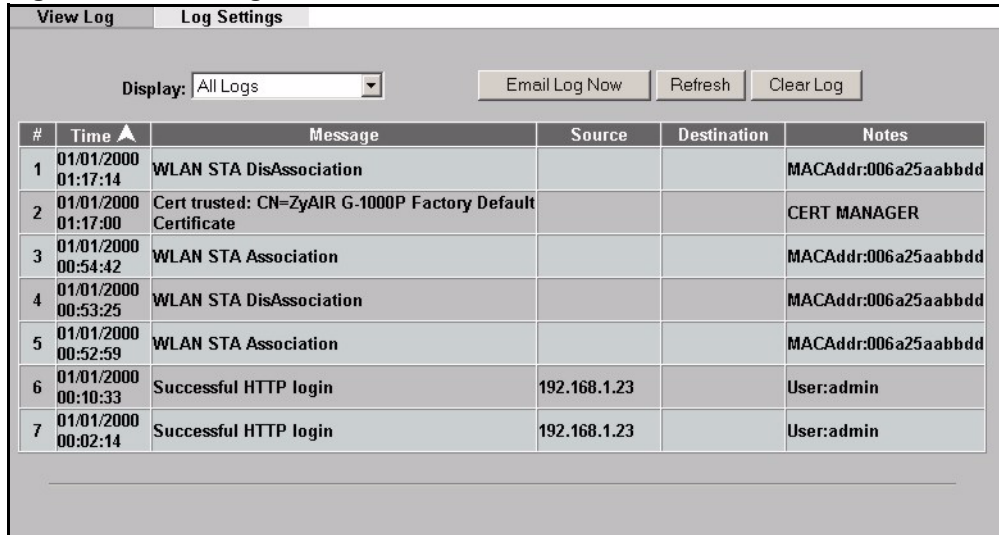 View Log Log Settings
Display: All Logs Email Log Now Refresh Clear Log
# Time Message Source Destination Notes
1 01/01/2000 01:17:14 WLAN STA DisAssociation MACAddr:006a25aabbdd
2 01/01/2000 01:17:00 Cert trusted: CN=ZyAIR G-1000P Factory Default Certificate CERT MANAGER
3 01/01/2000 00:54:42 WLAN STA Association MACAddr:006a25aabbdd
4 01/01/2000 00:53:25 WLAN STA DisAssociation MACAddr:006a25aabbdd
5 01/01/2000 00:52:59 WLAN STA Association MACAddr:006a25aabbdd
6 01/01/2000 00:10:33 Successful HTTP login 192.168.1.23 User:admin
7 01/01/2000 00:02:14 Successful HTTP login 192.168.1.23 User:admin